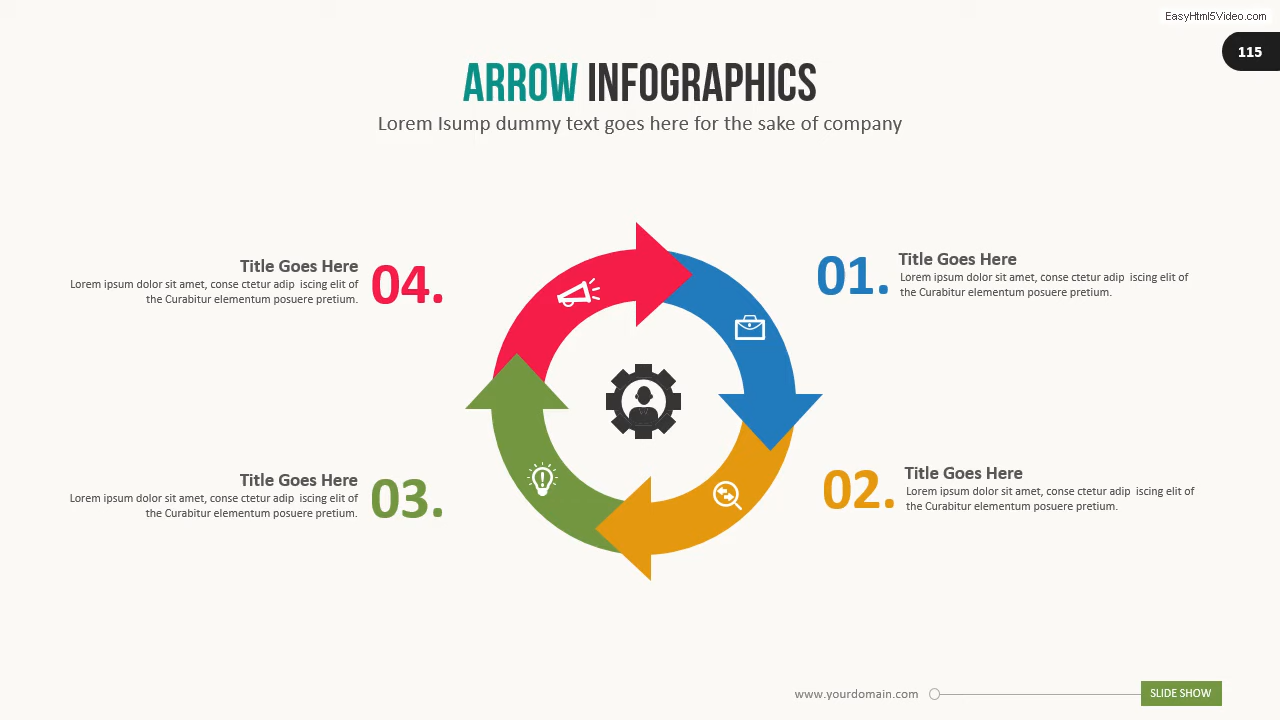 EasyHtml5Video.com
115
ARROW INFOGRAPHICS
Lorem Isump dummy text goes here for the sake of company
Title Goes Here
Lorem ipsum dolor sit amet, conse ctetur adip iscing elit of
the Curabitur elementum posuere pretium.
04.
01.
Title Goes Here
Lorem ipsum dolor sit amet, conse ctetur adip iscing elit of
the Curabitur elementum posuere pretium.
Title Goes Here
Lorem ipsum dolor sit amet, conse ctetur adip iscing elit of
the Curabitur elementum posuere pretium.
03.
02.
Title Goes Here
Lorem ipsum dolor sit amet, conse ctetur adip iscing elit of
the Curabitur elementum posuere pretium.
www.yourdomain.com
SLIDE SHOW